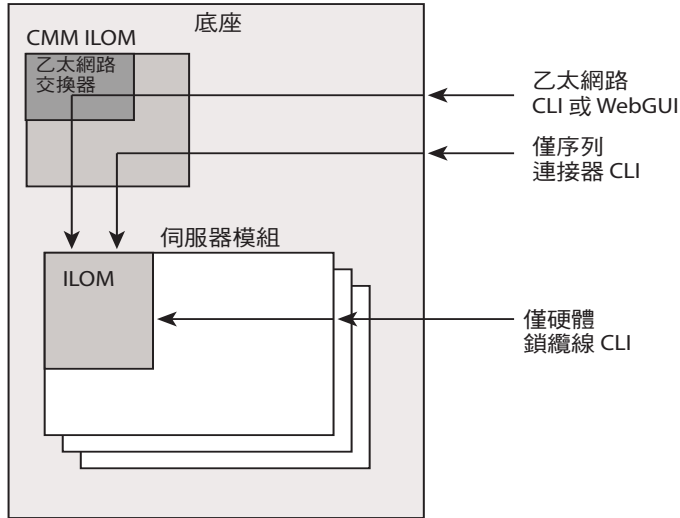 底座
CMM ILOM
乙太網路
交換器
乙太網路
CLI 或 WebGUI
僅序列
連接器 CLI
伺服器模組
ILOM
僅硬體
鎖纜線 CLI